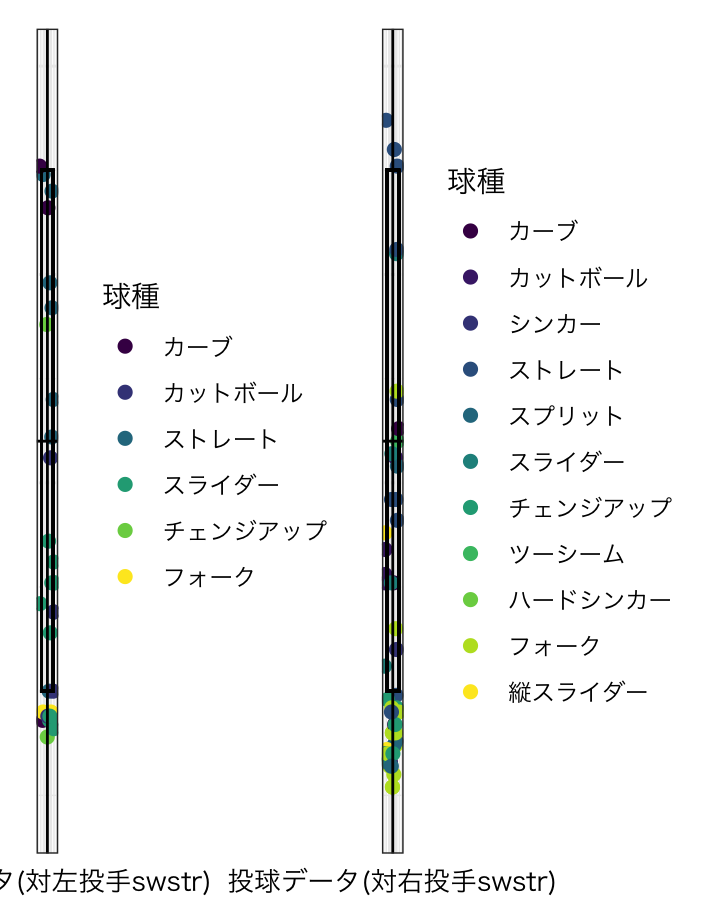 球種
カーブ
カットボール
ストレート
スライダー
チェンジアップ
フォーク
球種
カーブ
カットボール
シンカー
ストレート
スプリット
スライダー
チェンジアップ
ツーシーム
ハードシンカー
フォーク
縦スライダー
タ(対左投手swstr)
投球データ(対右投手swstr)